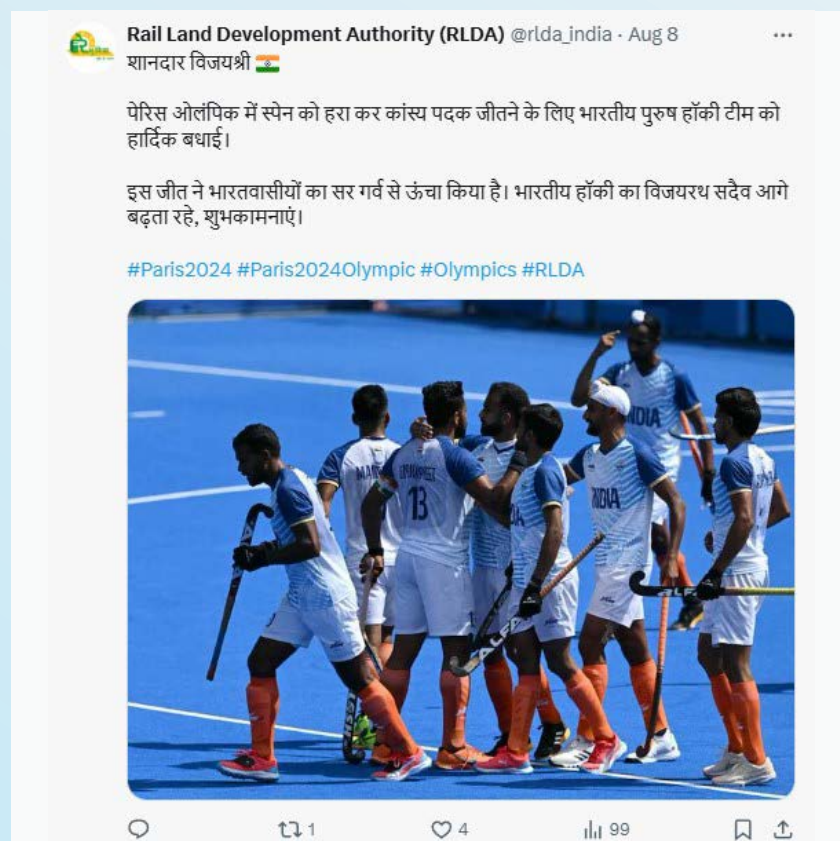 Rail Land Development Authority (RLDA) @rlda_india · Aug 8
शानदार विजयश्री
पेरिस ओलंपिक में स्पेन को हरा कर कांस्य पदक जीतने के लिए भारतीय पुरुष हॉकी टीम को
हार्दिक बधाई।
इस जीत ने भारतवासीयों का सर गर्व से ऊंचा किया है। भारतीय हॉकी का विजयरथ सदैव आगे
बढ़ता रहे, शुभकामनाएं।
#Paris2024 #Paris2024Olympic #Olympics #RLDA
INDIA
13
INDIA
ALFA
ALFA
1
4
99